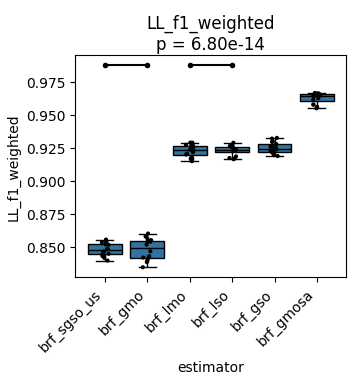 LL_f1_weighted
p = 6.80e-14
LL_f1_weighted
0.975
0.950
0.925
0.900
0.875
0.850
brf_sgso_us
brf_gmo
brf_lmo
brf_lso
brf_gso
brf_gmosa
estimator